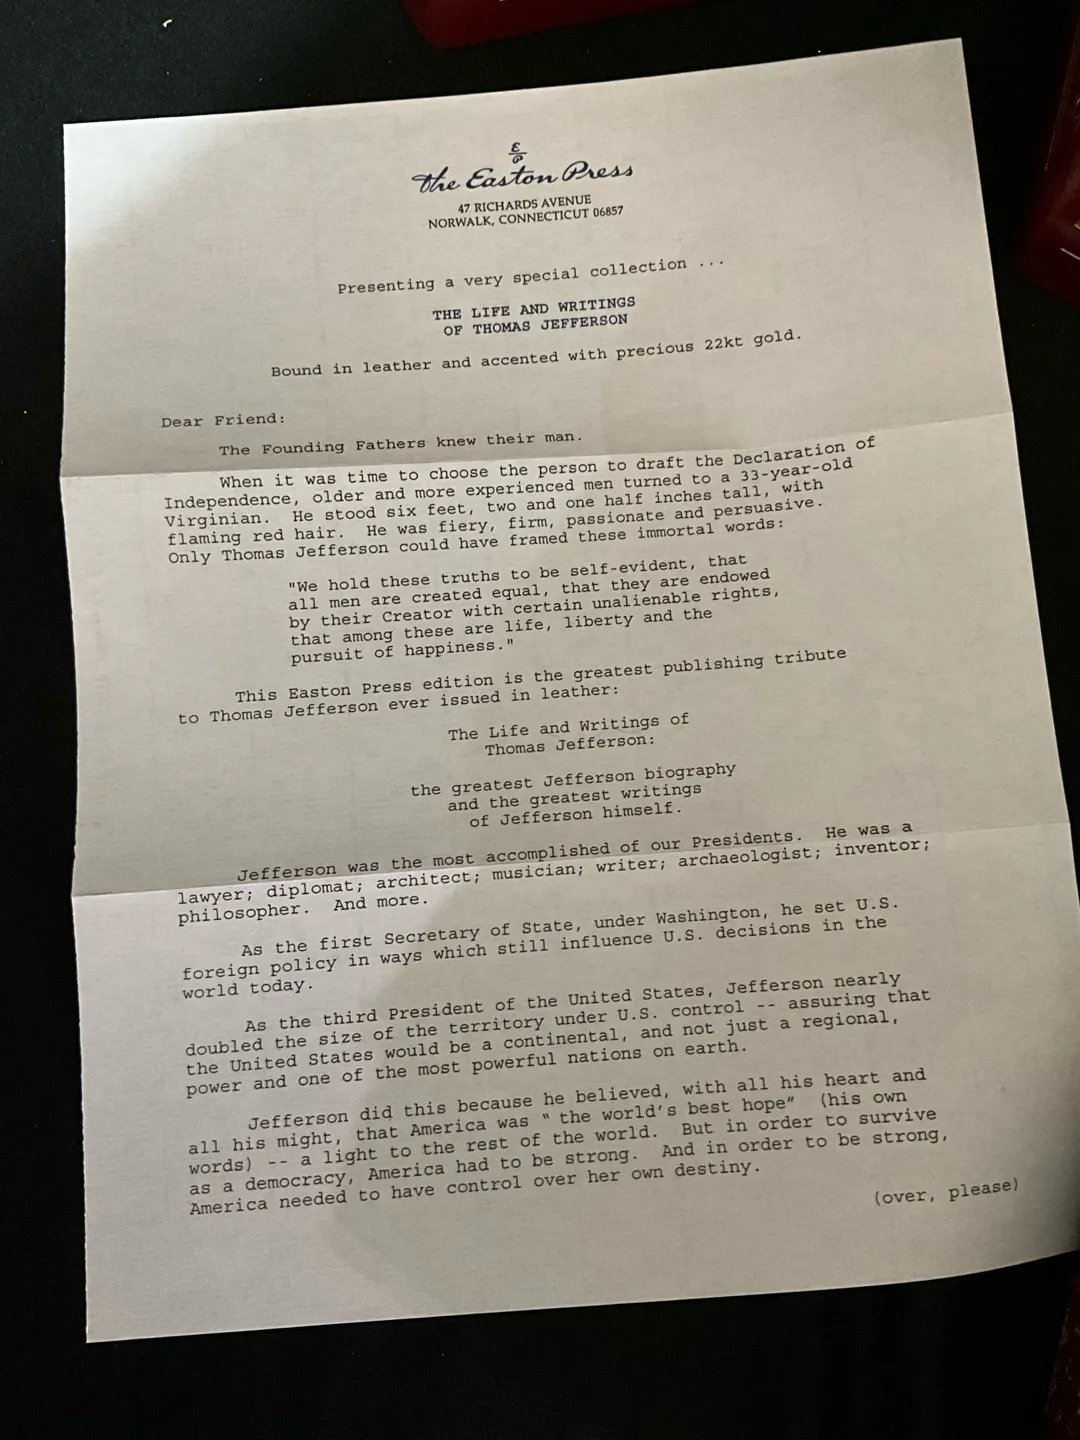 E
P
The Easton Press
47 RICHARDS AVENUE
NORWALK, CONNECTICUT 06857
Presenting a very special collection ...
THE LIFE AND WRITINGS
OF THOMAS JEFFERSON
Bound in leather and accented with precious 22kt gold.
Dear Friend:
The Founding Fathers knew their man.
When it was time to choose the person to draft the Declaration of
Independence, older and more experienced men turned to a 33-year-old
Virginian. He stood six feet, two and one half inches tall, with
flaming red hair. He was fiery, firm, passionate and persuasive.
Only Thomas Jefferson could have framed these immortal words:
"We hold these truths to be self-evident, that
all men are created equal, that they are endowed
by their Creator with certain unalienable rights,
that among these are life, liberty and the
pursuit of happiness."
This Easton Press edition is the greatest publishing tribute
to Thomas Jefferson ever issued in leather:
The Life and Writings of
Thomas Jefferson:
the greatest Jefferson biography
and the greatest writings
of Jefferson himself.
Jefferson was the most accomplished of our Presidents. He was a
lawyer; diplomat; architect; musician; writer; archaeologist; inventor;
philosopher. And more.
As the first Secretary of State, under Washington, he set U.S.
foreign policy in ways which still influence U.S. decisions in the
world today.
As the third President of the United States, Jefferson nearly
doubled the size of the territory under U.S. control -- assuring that
the United States would be a continental, and not just a regional,
power and one of the most powerful nations on earth.
Jefferson did this because he believed, with all his heart and
all his might, that America was " the world's best hope" (his own
words) -- a light to the rest of the world. But in order to survive
as a democracy, America had to be strong. And in order to be strong,
America needed to have control over her own destiny.
(over, please)